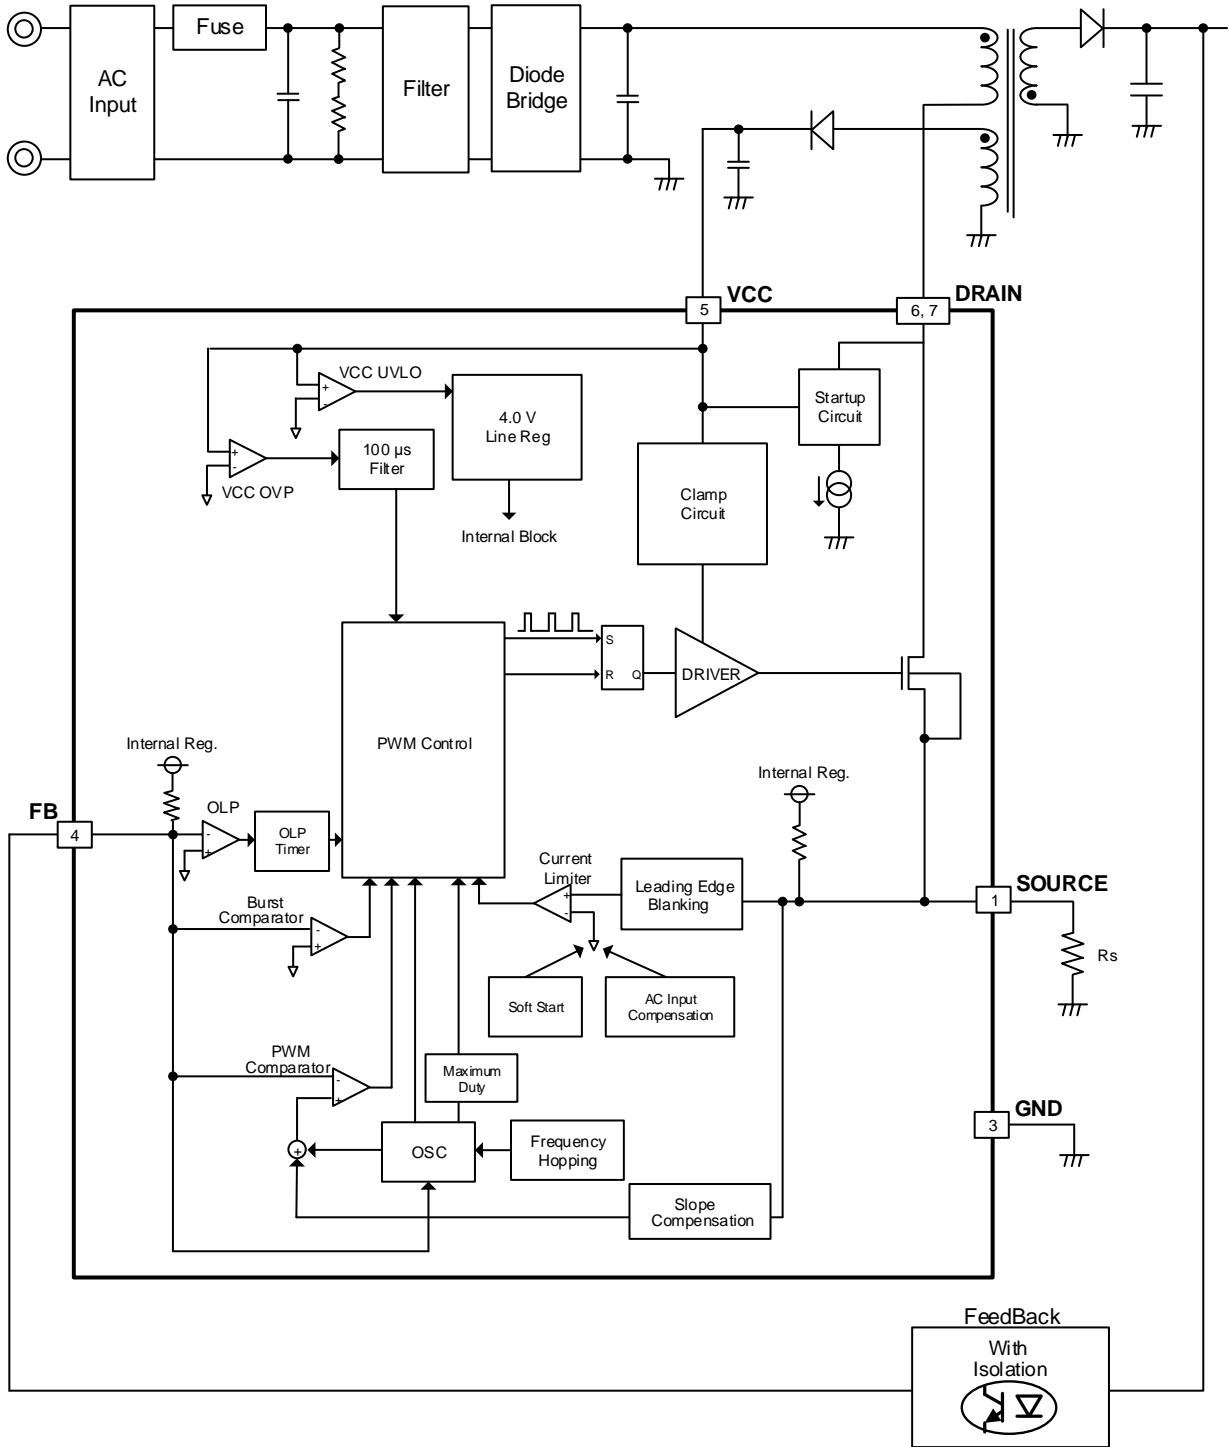 Fuse
AC
Input
Filter
Diode
Bridge
VCC
DRAIN
5
6, 7
VCC UVLO
+
-
4.0 V
Line Reg
Startup
Circuit
100 µs
Filter
+
-
VCC OVP
Clamp
Circuit
Internal Block
S
R
Q
DRIVER
PWM Control
Internal Reg.
Internal Reg.
FB
4
OLP
-
+
OLP
Timer
Current
Limiter
+
-
Leading Edge
Blanking
SOURCE
1
Burst
Comparator
-
+
Rs
Soft Start
AC Input
Compensation
PWM
Comparator
-
+
Maximum
Duty
GND
3
+
OSC
Frequency
Hopping
Slope
Compensation
FeedBack
With
Isolation